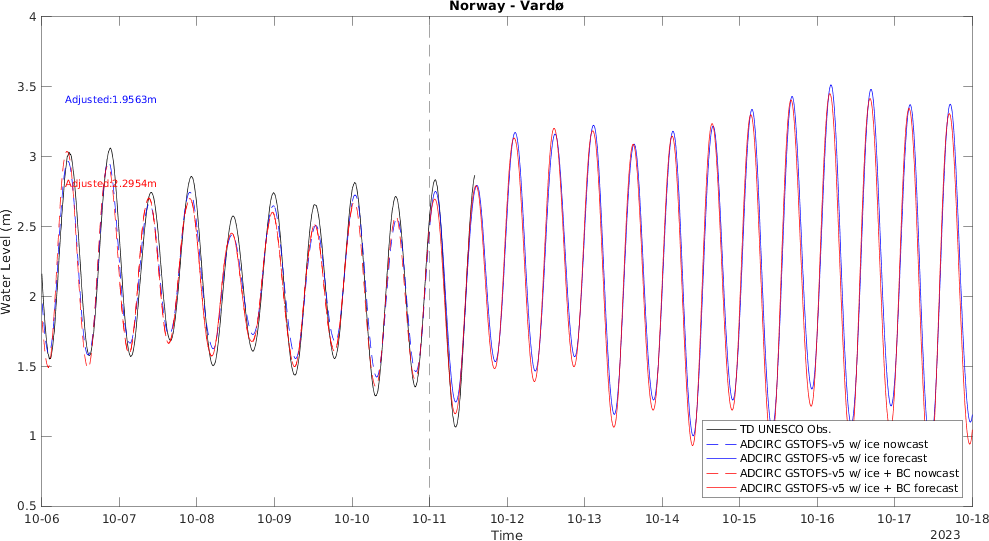 Norway - Vardø
4
3.5
3
2.5
2
1.5
1
0.5
Water Level (m)
Adjusted:1.9563m
Adjusted:2.2954m
TD UNESCO Obs.
ADCIRC GSTOFS-v5 w/ ice nowcast
ADCIRC GSTOFS-v5 w/ ice forecast
ADCIRC GSTOFS-v5 w/ ice + BC nowcast
ADCIRC GSTOFS-v5 w/ ice + BC forecast
10-06 10-07 10-08 10-09 10-10 10-11 10-12 10-13 10-14 10-15 10-16 10-17 10-18
Time
2023